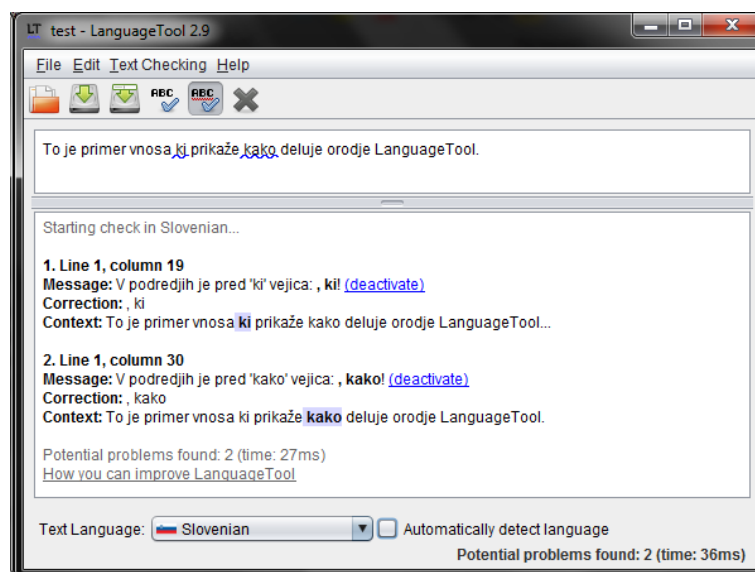 test - LanguageTool 2.9
File Edit Text Checking Help
ABC ABC
To je primer vnosa ki prikaže kako deluje orodje LanguageTool.
Starting check in Slovenian...
1. Line 1, column 19
Message: V podredjih je pred 'ki' vejica: , ki! (deactivate)
Correction: , ki
Context: To je primer vnosa ki prikaže kako deluje orodje LanguageTool...
2. Line 1, column 30
Message: V podredjih je pred 'kako' vejica: , kako! (deactivate)
Correction: , kako
Context: To je primer vnosa ki prikaže kako deluje orodje LanguageTool.
Potential problems found: 2 (time: 27ms)
How you can improve LanguageTool
Text Language: Slovenian Automatically detect language
Potential problems found: 2 (time: 36ms)